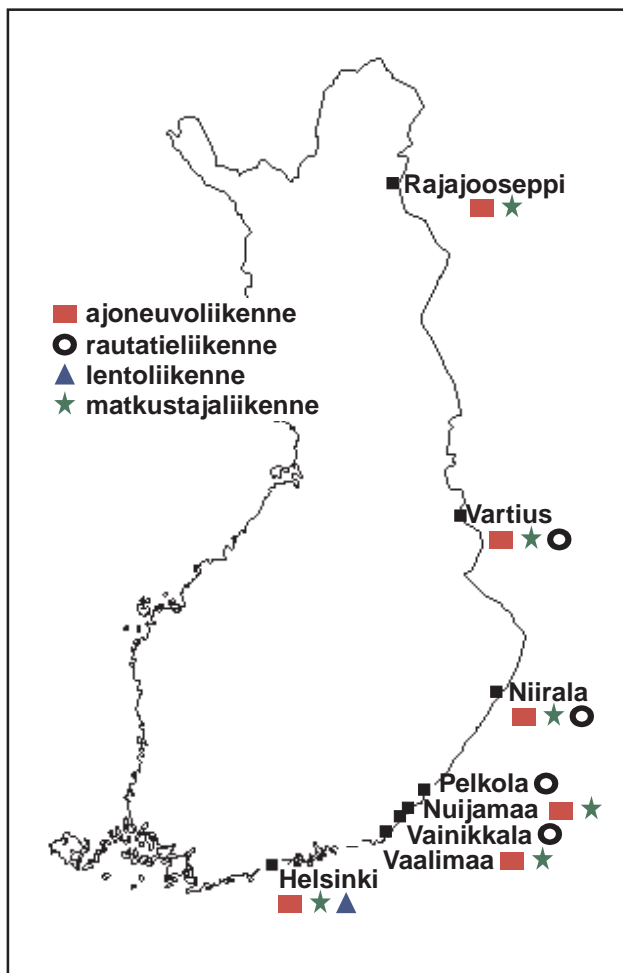 Rajajooseppi
ajoneuvoliikenne
rautatieliikenne
lentoliikenne
matkustajaliikenne
Vartius
Niirala
Pelkola
Nuijamaa
Vainikkala
Vaalimaa
Helsinki